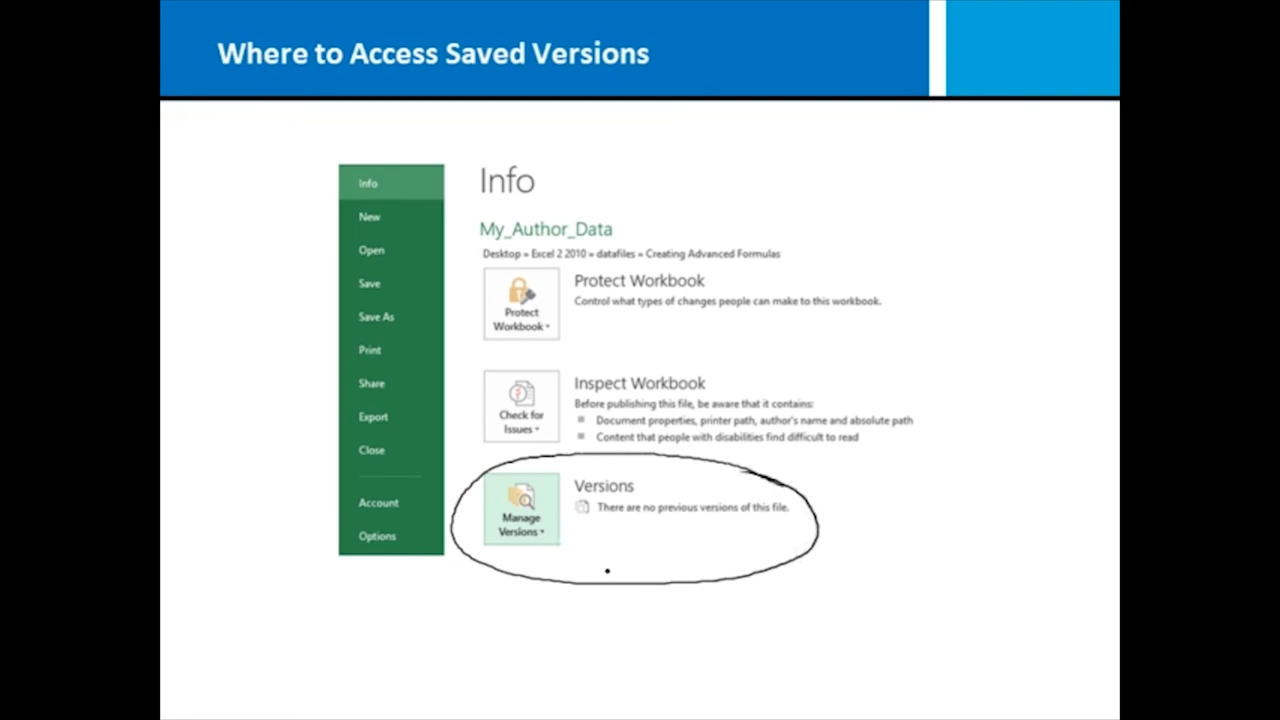 Where to Access Saved Versions
Info
New
Open
Save
Save As
Print
Share
Export
Close
Account
Options
Info
My_Author_Data
Desktop » Excel 2 2010 » datafiles » Creating Advanced Formulas
Protect
Workbook
Protect Workbook
Control what types of changes people can make to this workbook.
Check for
Issues
Inspect Workbook
Before publishing this file, be aware that it contains:
Document properties, printer path, author's name and absolute path
Content that people with disabilities find difficult to read
Manage
Versions
Versions
There are no previous versions of this file.